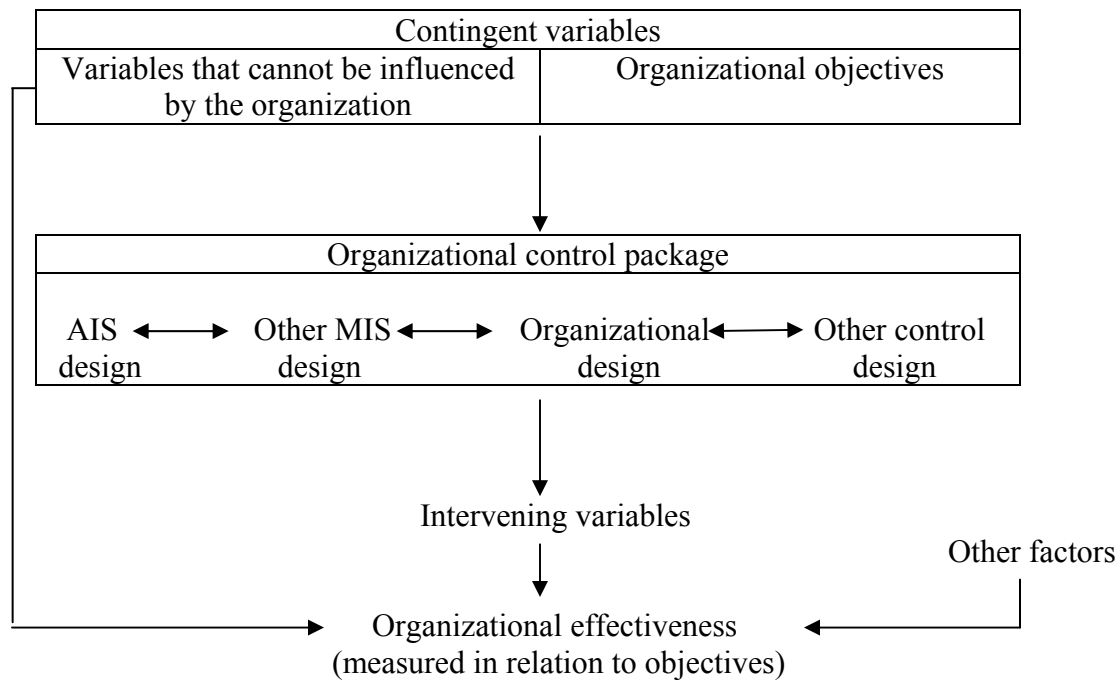 Contingent variables
Variables that cannot be influenced
by the organization
Organizational objectives
Organizational control package
AIS
design
Other MIS
design
Organizational
design
Other control
design
Intervening variables
Other factors
Organizational effectiveness
(measured in relation to objectives)